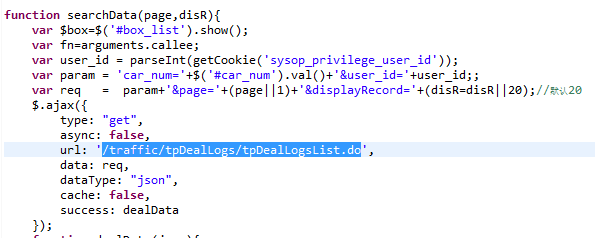 function searchData(page,disR){
var $box=$('#box_list').show();
var fn=arguments.callee;
var user_id = parseInt(getCookie('sysop_privilege_user_id'));
var param = 'car_num='+$('#car_num').val()+'&user_id='+user_id;;
var req   =  param+'&page='+(page||1)+'&displayRecord='+(disR=disR||20);//默认20
$.ajax({
type: "get",
async: false,
url: '/traffic/tpDealLogs/tpDealLogsList.do',
data: req,
dataType: "json",
cache: false,
success: dealData
});